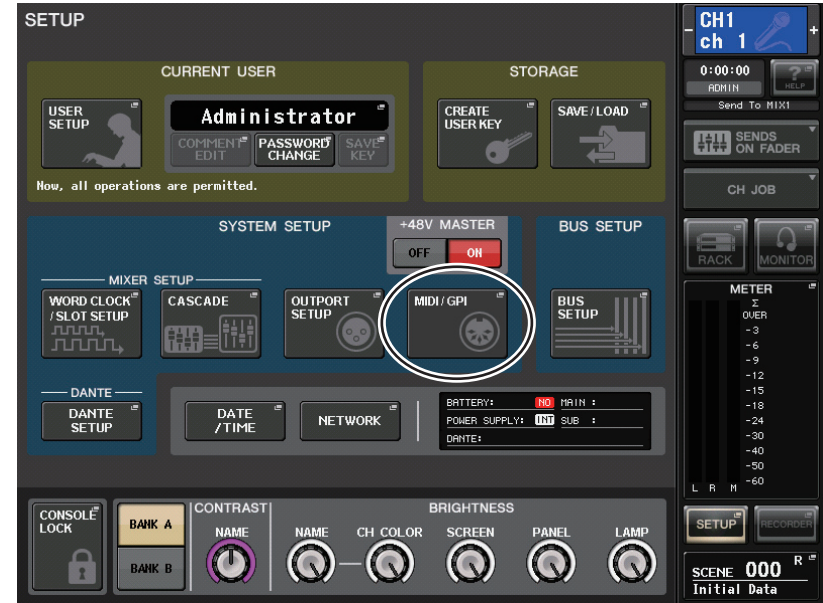 SETUP
CURRENT USER
USER
SETUP
Administrator
COMMENT
EDIT
PASSWORD
CHANGE
SAVE
KEY
Now, all operations are permitted.
STORAGE
CREATE
USER KEY
SAVE/LOAD
SYSTEM SETUP
+48V MASTER
OFF
ON
MIXER SETUP
WORD CLOCK
/SLOT SETUP
CASCADE
OUTPORT
SETUP
MIDI/GPI
BUS SETUP
BUS
SETUP
DANTE
DANTE
SETUP
DATE
/TIME
NETWORK
BATTERY: NO MAIN :
POWER SUPPLY: INT SUB :
DANTE:
CONSOLE
LOCK
BANK A
BANK B
CONTRAST
NAME
BRIGHTNESS
NAME
CH COLOR
SCREEN
PANEL
LAMP
- CH1 +
ch 1
0:00:00
ADMIN
?
HELP
Send To MIX1
SENDS
ON FADER
CH JOB
RACK
MONITOR
METER
Σ
OVER
-3
-6
-9
-12
-15
-18
-24
-30
-40
-50
-60
L R M
SETUP
RECORDER
SCENE 000 R
Initial Data